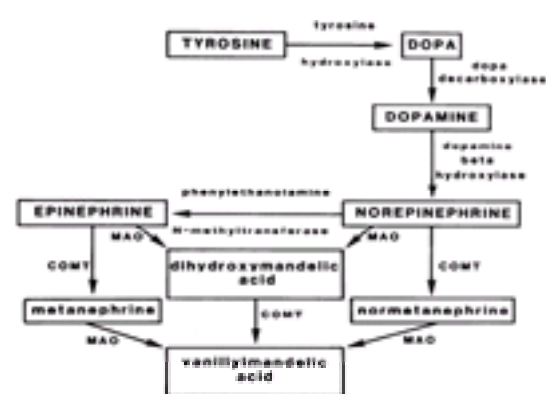 tyrosine
TYROSINE
DOPA
hydroxylase
dopa
decarboxylase
DOPAMINE
dopamine
beta
hydroxylase
phenylethanolamine
EPINEPHRINE
NOREPINEPHRINE
N-methyltransferase
MAO
MAO
dihydroxymandelic
acid
COMT
COMT
metanephrine
COMT
normetanephrine
MAO
MAO
vanillylmandelic
acid